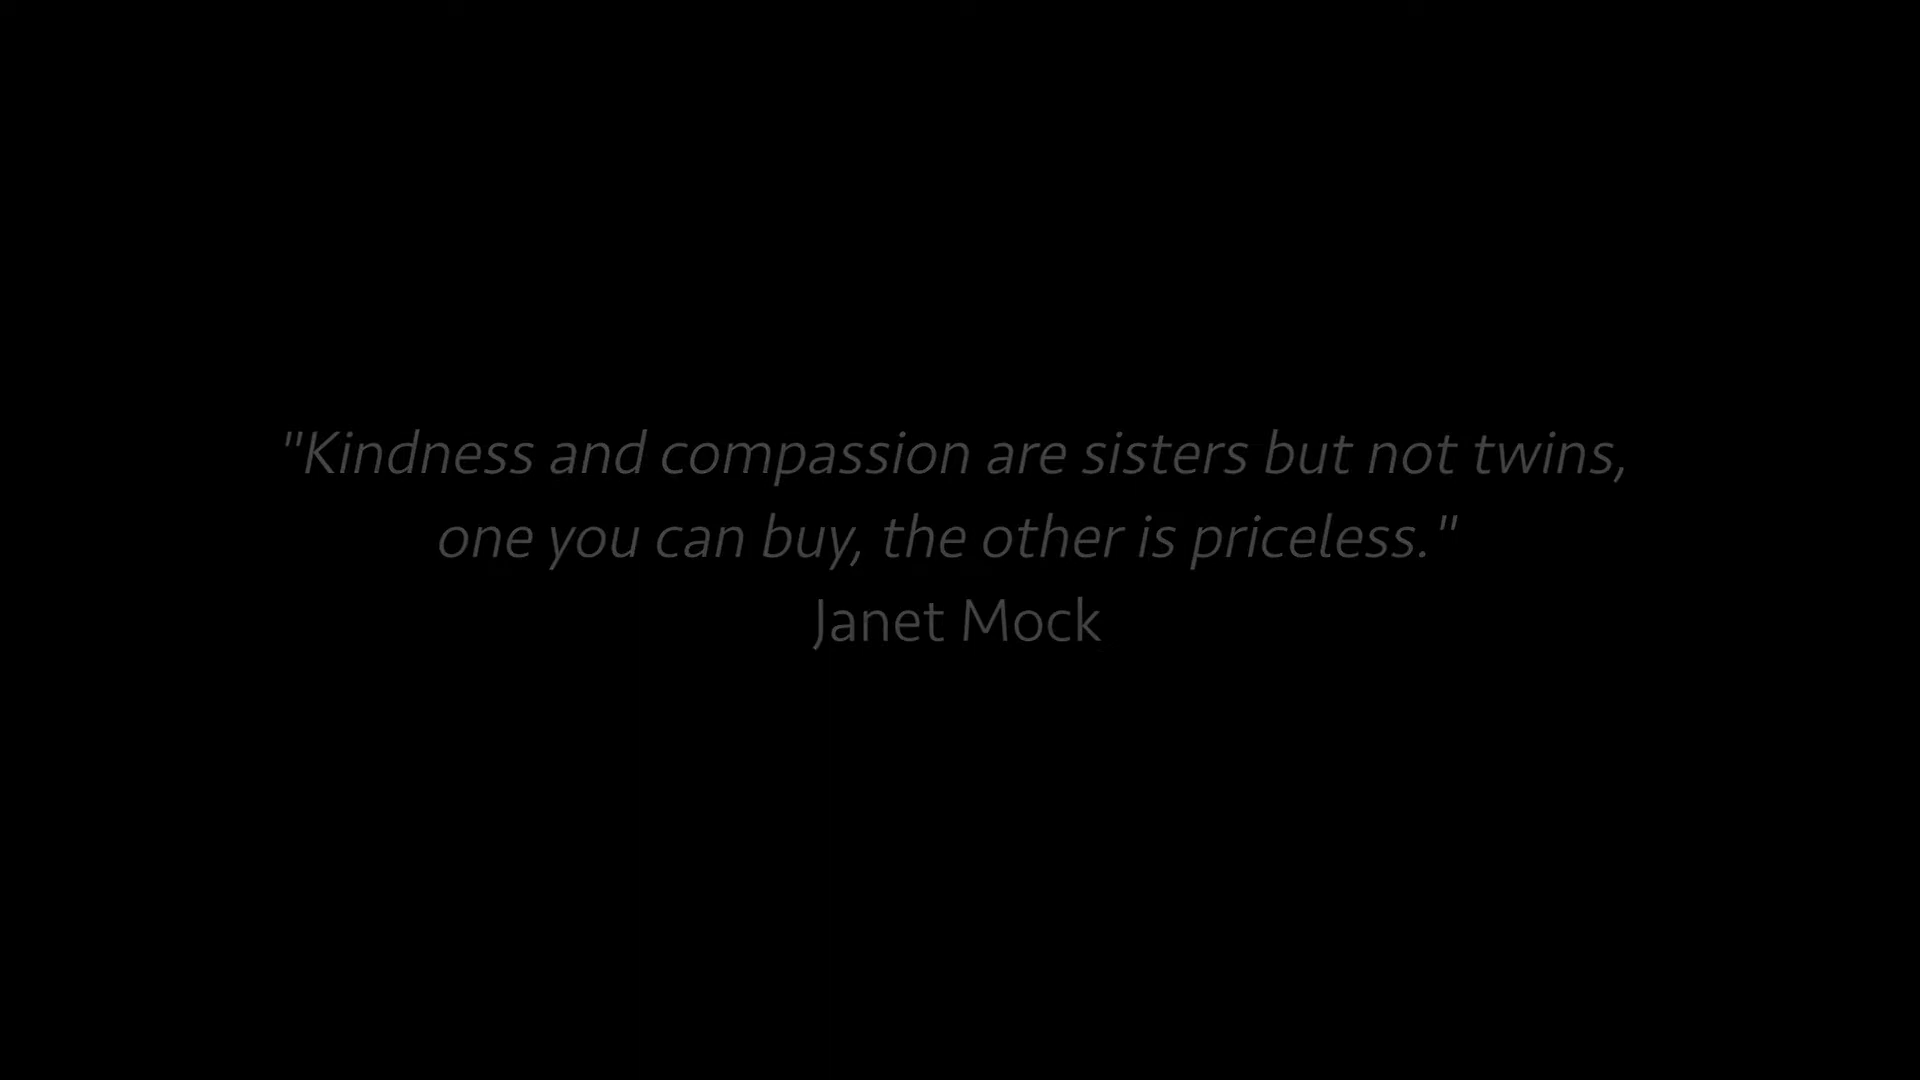 "Kindness and compassion are sisters but not twins,
one you can buy, the other is priceless."
Janet Mock